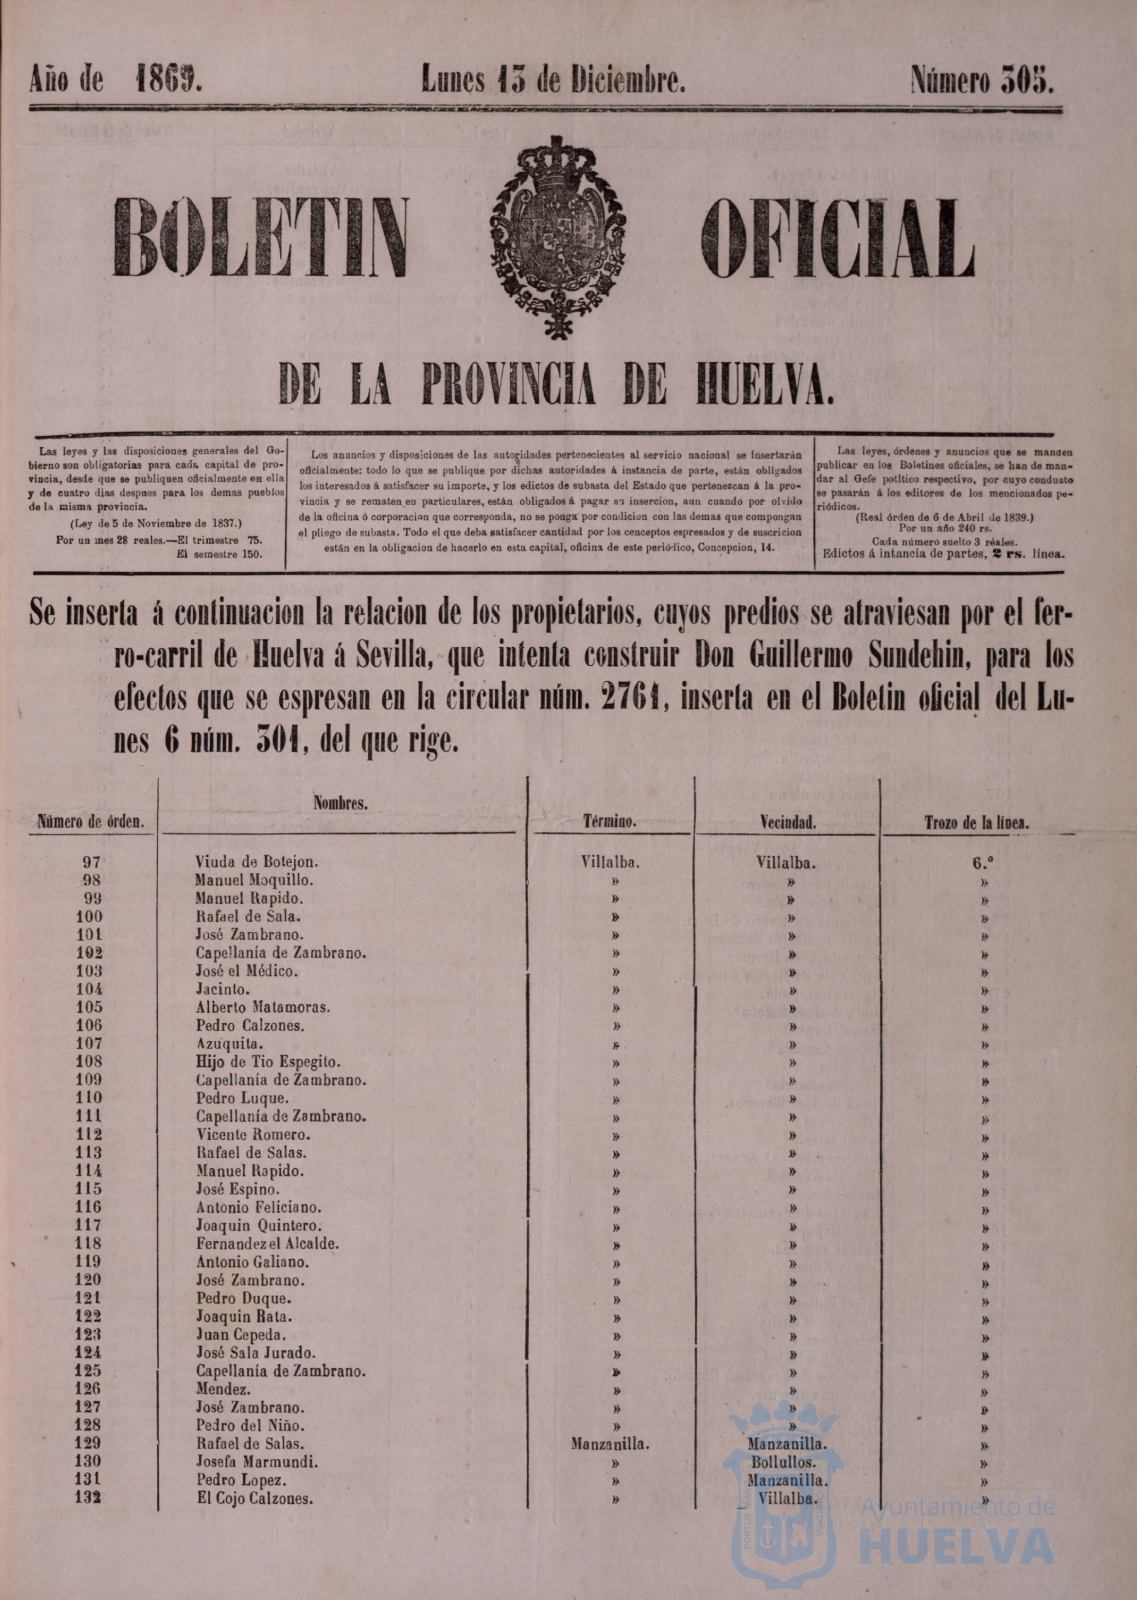 Año de 1869.
Lunes 13 de Diciembre.
Número 305.
BOLETIN OFICIAL
DE LA PROVINCIA DE HUELVA.
Las leyes y las disposiciones generales del Go-
bierno son obligatorias para cada capital de pro-
vincia, desde que se publiquen oficialmente en ella
y de cuatro dias despues para los demas pueblos
de la misma provincia.
(Ley de 5 de Noviembre de 1837.)
Por un mes 28 reales.—El trimestre 75.
El semestre 150.
Los anuncios y disposiciones de las autoridades pertenecientes al servicio nacional se insertarán
oficialmente: todo lo que se publique por dichas autoridades á instancia de parte, están obligados
los interesados á satisfacer su importe, y los edictos de subasta del Estado que pertenezcan á la pro-
vincia y se rematen en particulares, están obligados á pagar su insercion, aun cuando por olvido
de la oficina ó corporacion que corresponda, no se ponga por condicion con las demas que compongan
el pliego de subasta. Todo el que deba satisfacer cantidad por los cenceptos espresados y de suscricion
están en la obligacion de hacerlo en esta capital, oficina de este periódico, Concepcion, 14.
Las leyes, órdenes y anuncios que se manden
publicar en los Boletines oficiales, se han de man-
dar al Gefe potltico respectivo, por cuyo conducto
se pasarán á los editores de los mencionados pe-
riódicos.
(Real órden de 6 de Abril de 1839.)
Por un año 240 rs.
Cada número suelto 3 réales.
Edictos á intancia de partes, 2 rs. línea.
Se inserta á continuacion la relacion de los propietarios, cuyos predios se atraviesan por el fer-
ro-carril de Huelva á Sevilla, que intenta construir Don Guillermo Sundehin, para los
efectos que se espresan en la circular núm. 2761, inserta en el Boletin oficial del Lu-
nes 6 núm. 301, del que rige.
Número de órden. Nombres. Término. Vecindad. Trozo de la línea.
97 Viuda de Botejon. Villalba. Villalba. 6.º
98 Manuel Moquillo. » » »
99 Manuel Rapido. » » »
100 Rafael de Sala. » » »
101 José Zambrano. » » »
102 Capellanía de Zambrano. » » »
103 José el Médico. » » »
104 Jacinto. » » »
105 Alberto Matamoras. » » »
106 Pedro Calzones. » » »
107 Azuquita. » » »
108 Hijo de Tio Espegito. » » »
109 Capellanía de Zambrano. » » »
110 Pedro Luque. » » »
111 Capellanía de Zambrano. » » »
112 Vicente Romero. » » »
113 Rafael de Salas. » » »
114 Manuel Rapido. » » »
115 José Espino. » » »
116 Antonio Feliciano. » » »
117 Joaquin Quintero. » » »
118 Fernandez el Alcalde. » » »
119 Antonio Galiano. » » »
120 José Zambrano. » » »
121 Pedro Duque. » » »
122 Joaquin Rata. » » »
123 Juan Cepeda. » » »
124 José Sala Jurado. » » »
125 Capellanía de Zambrano. » » »
126 Mendez. » » »
127 José Zambrano. » » »
128 Pedro del Niño. » » »
129 Rafael de Salas. Manzanilla. Manzanilla. »
130 Josefa Marmundi. » Bollullos. »
131 Pedro Lopez. » Manzanilla. »
132 El Cojo Calzones. » Villalba. »
Ayuntamiento de
HUELVA